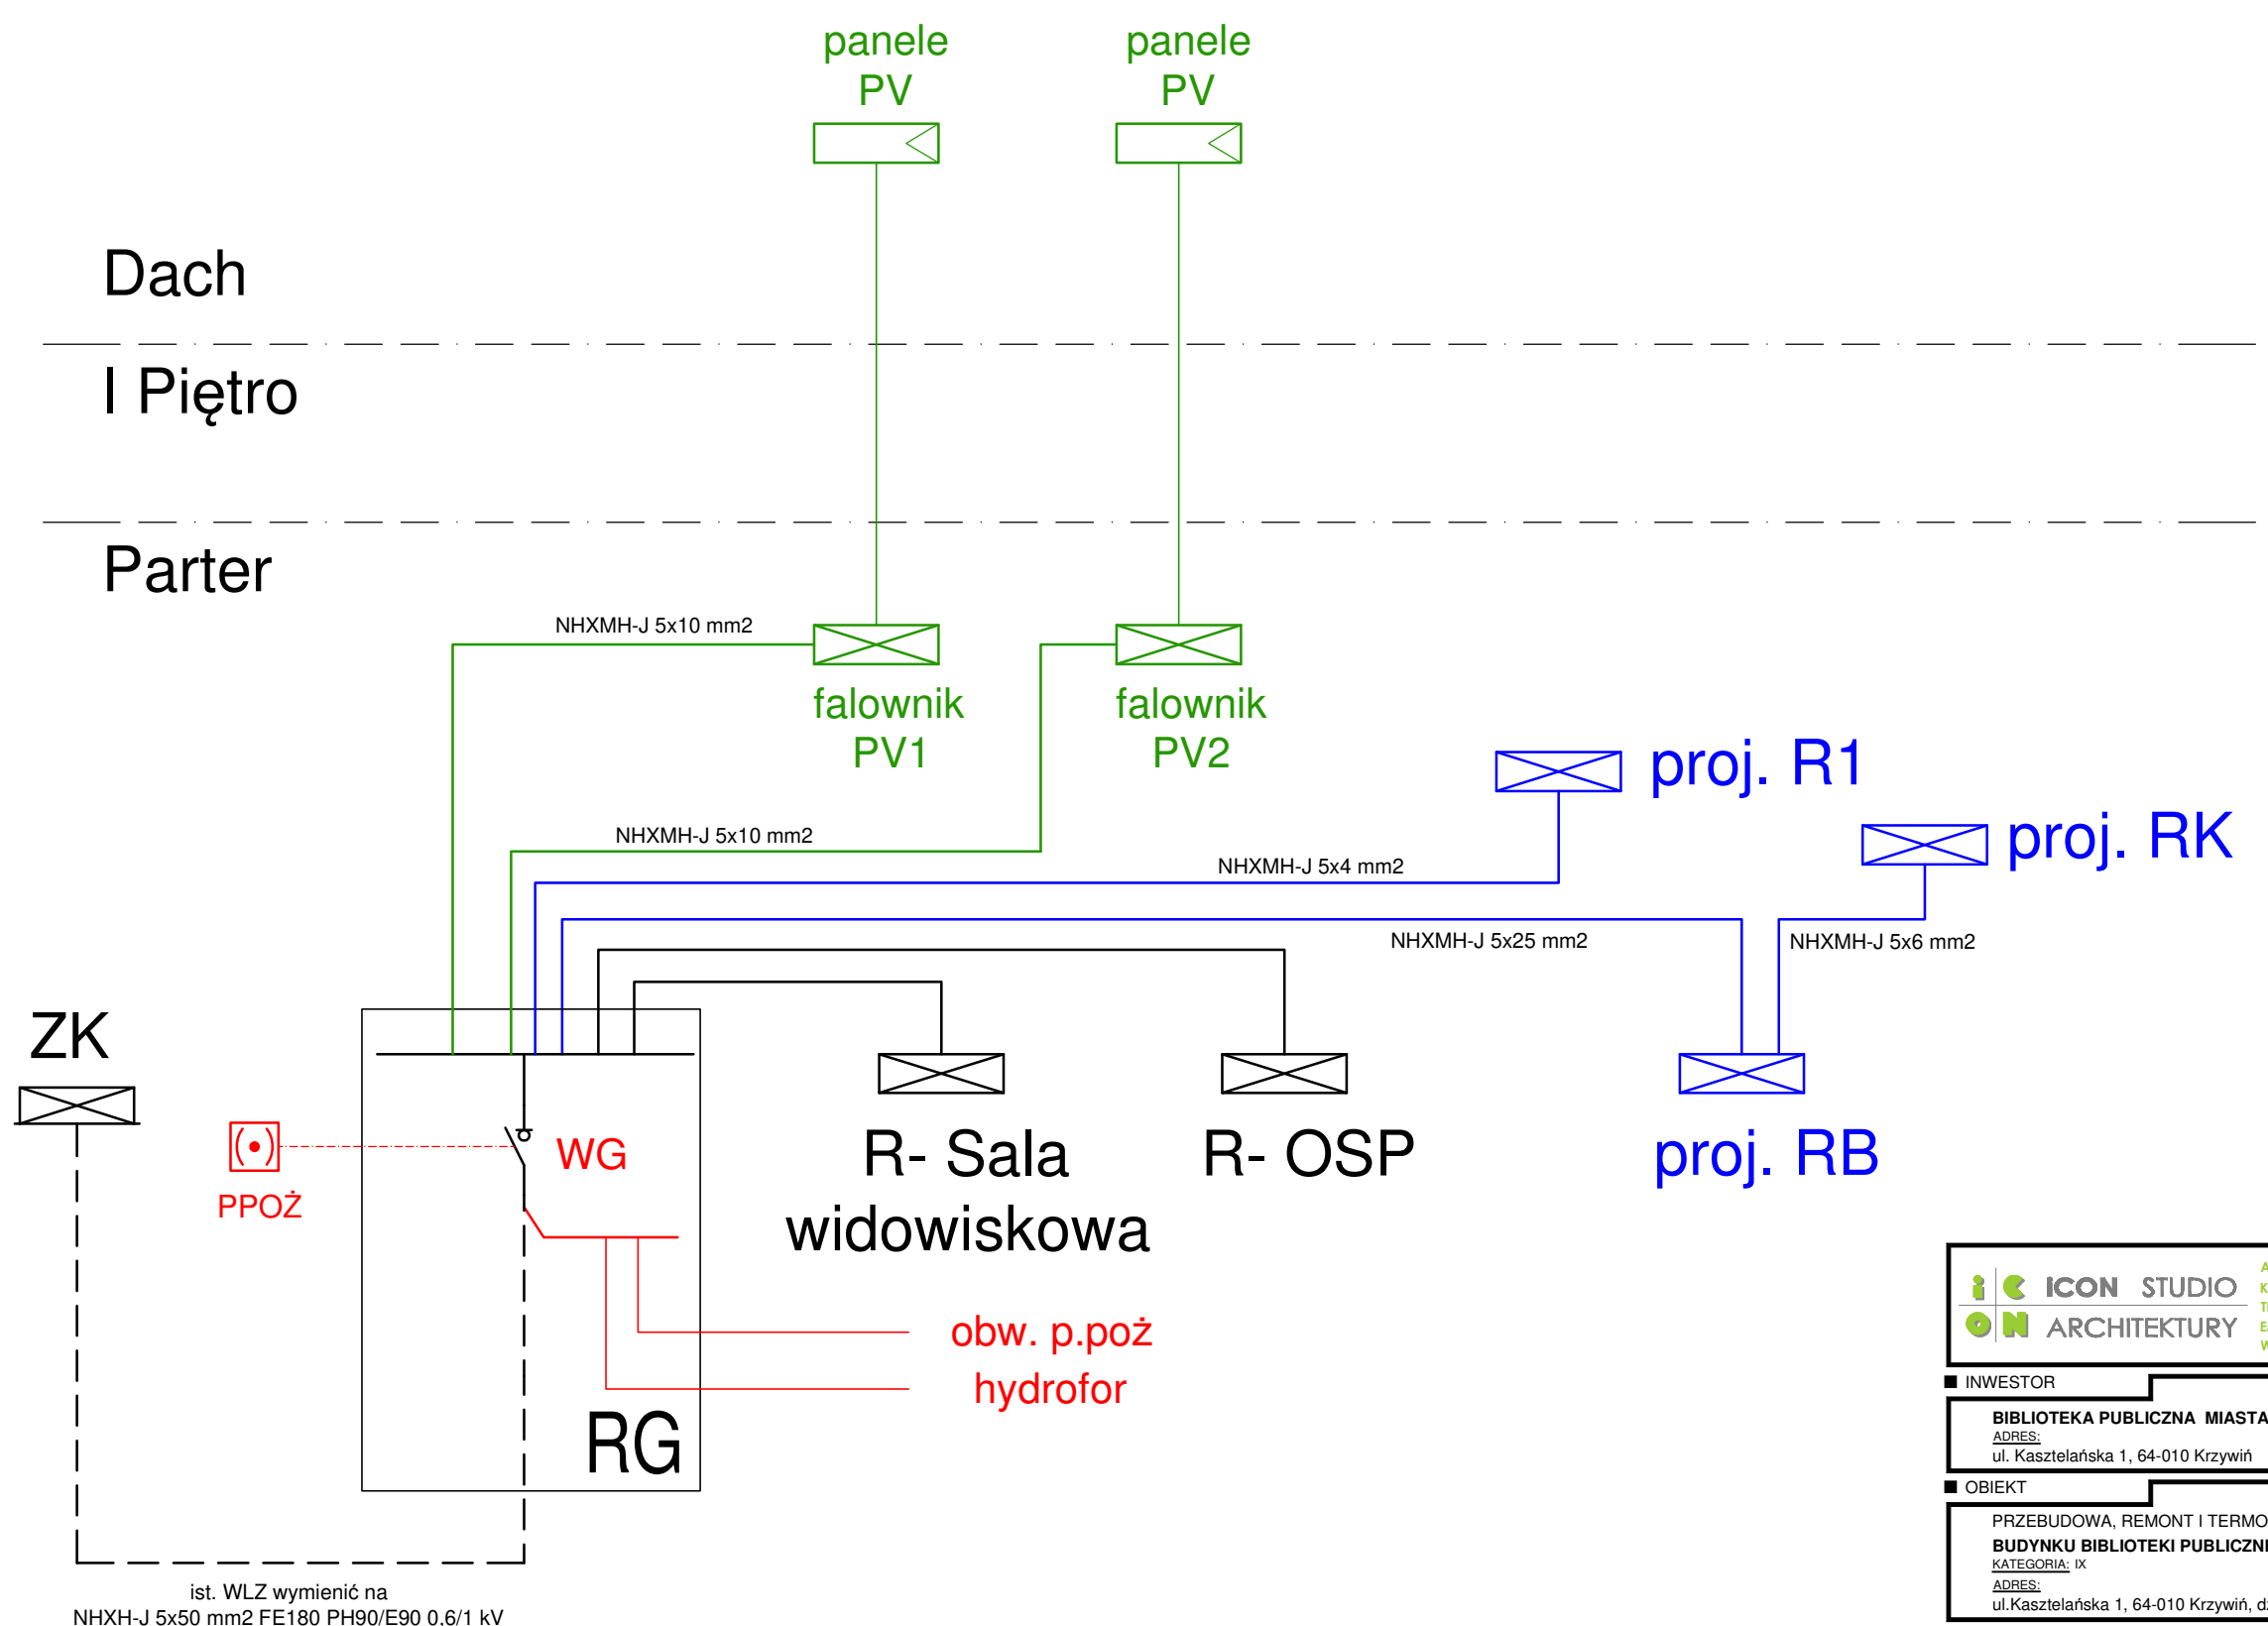 panele
PV
panele
PV
Dach
I Piętro
Parter
NHXMH-J 5x10 mm2
falownik
PV1
falownik
PV2
proj. R1
NHXMH-J 5x10 mm2
proj. RK
NHXMH-J 5x4 mm2
NHXMH-J 5x25 mm2
NHXMH-J 5x6 mm2
ZK
WG
PPOŻ
R- Sala
widowiskowa
R- OSP
proj. RB
obw. p.poż
hydrofor
RG
ist. WLZ wymienić na
NHXH-J 5x50 mm2 FE180 PH90/E90 0.6/1 kV
iC ICON STUDIO
ON ARCHITEKTURY
INWESTOR
BIBLIOTEKA PUBLICZNA MIASTA
ADRES:
ul. Kasztelańska 1, 64-010 Krzywiń
OBIEKT
PRZEBUDOWA, REMONT I TERMO
BUDYNKU BIBLIOTEKI PUBLICZN
KATEGORIA: IX
ADRES:
ul.Kasztelańska 1, 64-010 Krzywiń,